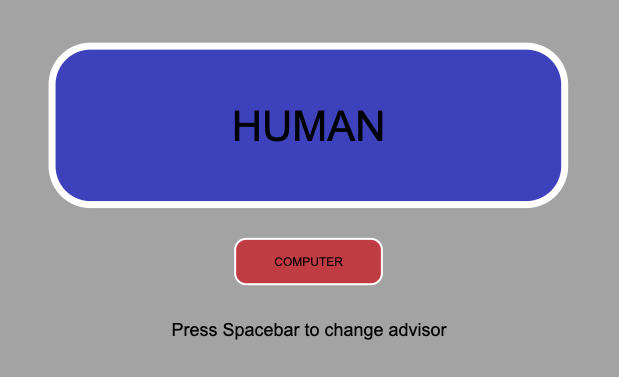 HUMAN
COMPUTER
Press Spacebar to change advisor